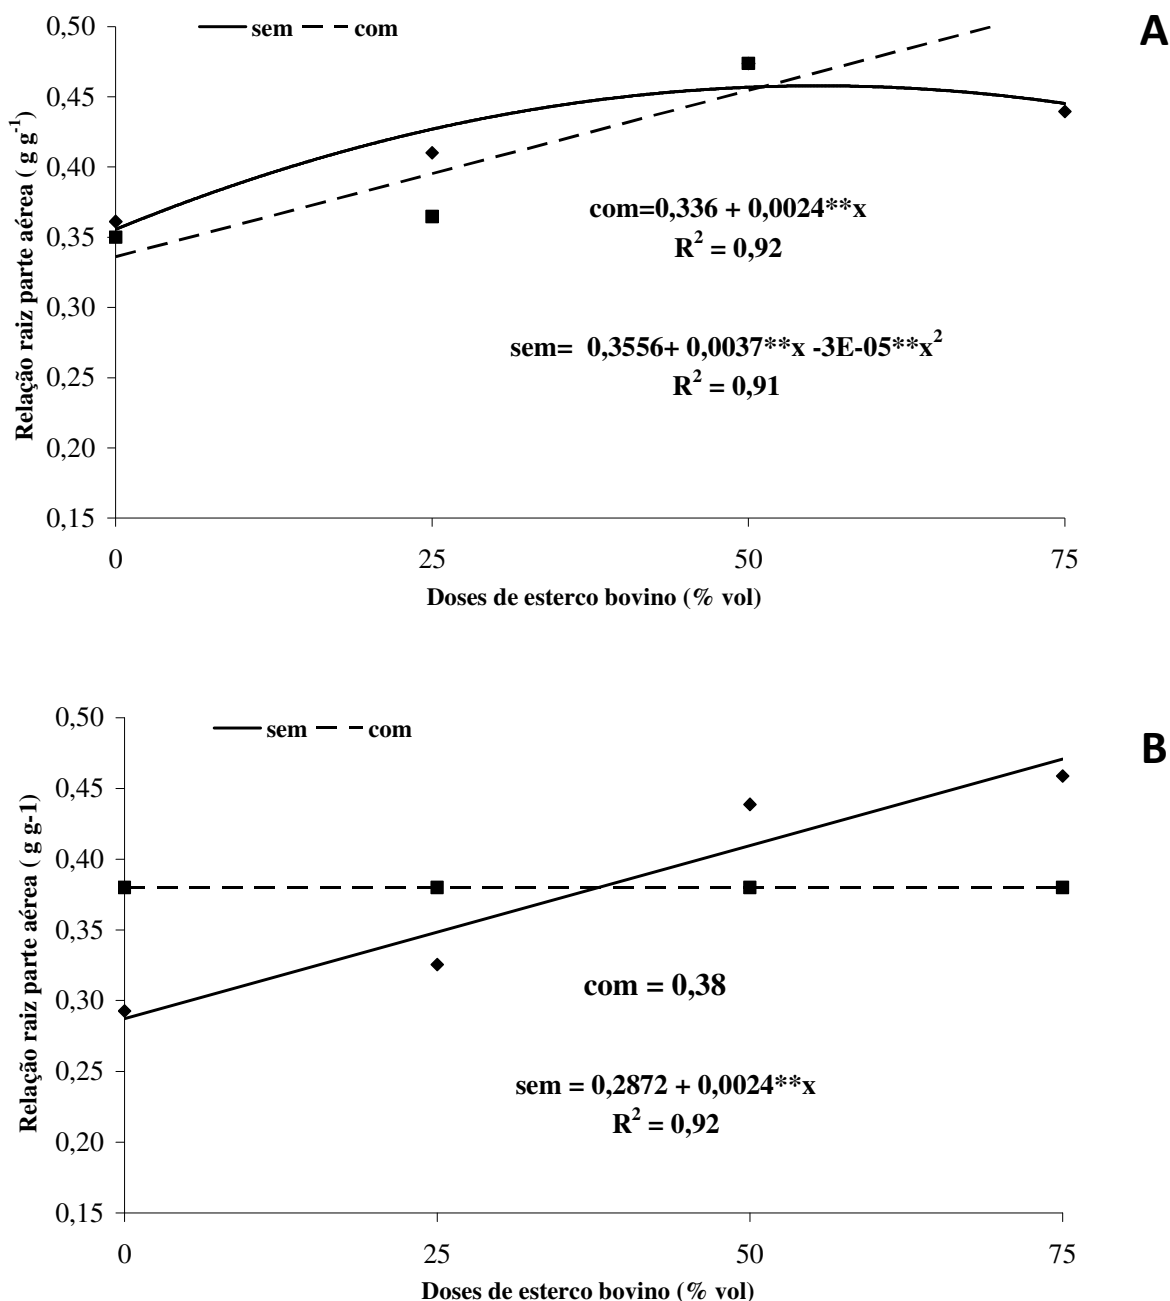 A
sem com
0,50
0,45
0,40
0,35
0,30
0,25
0,20
0,15
Relação raiz parte aérea ( g g⁻¹)
com=0,336 + 0,0024**x
R² = 0,92
sem= 0,3556+ 0,0037**x -3E-05**x²
R² = 0,91
0 25 50 75
Doses de esterco bovino (% vol)
B
sem com
0,50
0,45
0,40
0,35
0,30
0,25
0,20
0,15
Relação raiz parte aérea ( g g-1)
com = 0,38
sem = 0,2872 + 0,0024**x
R² = 0,92
0 25 50 75
Doses de esterco bovino (% vol)